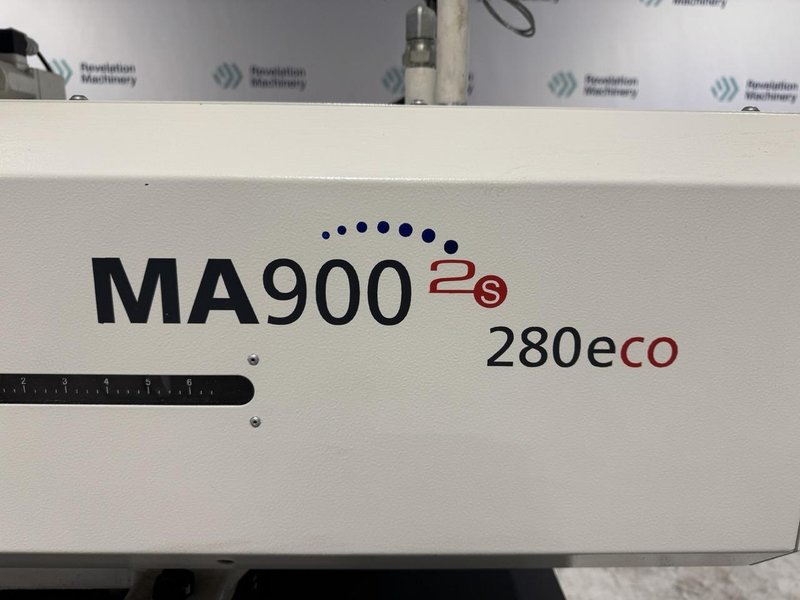 Revelation
Machinery
Revelation
Machinery
Revelation
Machinery
Revelation
Machinery
MA900 2s
280eco
2 3 4 5 6